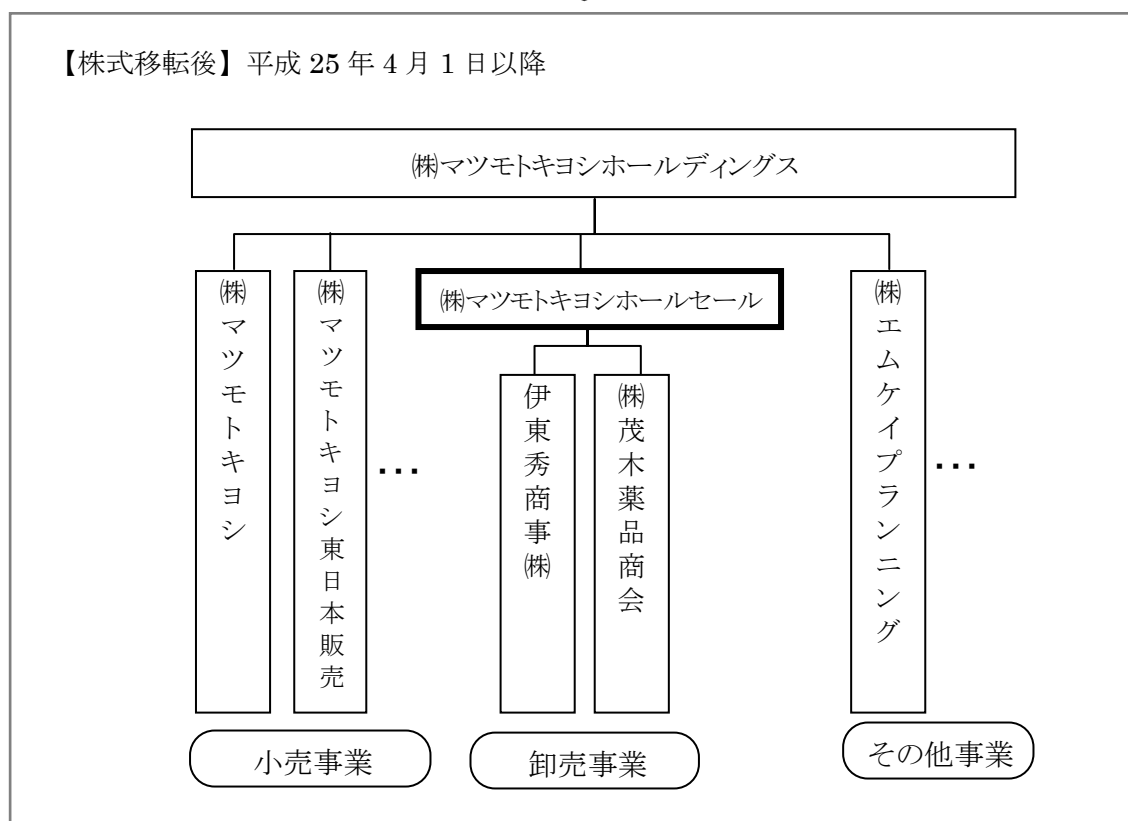 【株式移転後】平成 25 年 4 月 1 日以降
㈱マツモトキヨシホールディングス
㈱マツモトキヨシ
㈱マツモトキヨシ東日本販売
…
㈱マツモトキヨシホールセール
伊東秀商事㈱
㈱茂木薬品商会
㈱エムケイプランニング
…
小売事業
卸売事業
その他事業